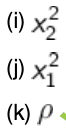 (i) x₂²
(j) x₁²
(k) ρ